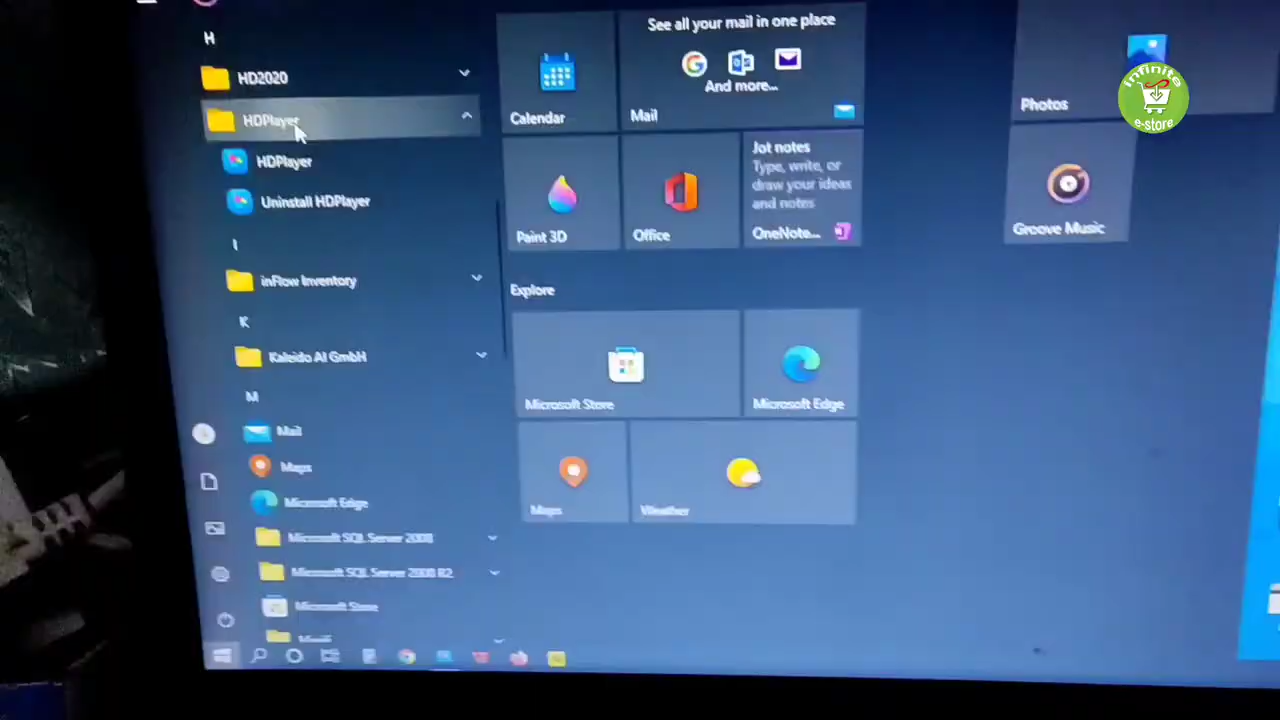 H
HD2020
HDPlayer
HDPlayer
Uninstall HDPlayer
I
inFlow Inventory
K
Kaleido AI GmbH
M
Mail
Maps
Microsoft Edge
Microsoft SQL Server 2008
Microsoft SQL Server 2008 R2
Microsoft Store
Calendar
See all your mail in one place
And more...
Mail
Paint 3D
Office
Jot notes
Type, write, or
draw your ideas
and notes
OneNote...
Explore
Microsoft Store
Microsoft Edge
Maps
Weather
Photos
Groove Music
infinite
e-store